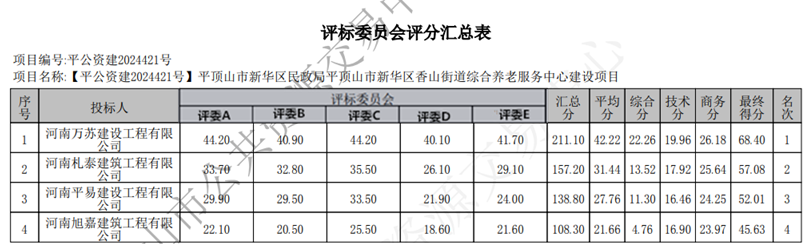 评标委员会评分汇总表
项目编号:平公资建2024421号
项目名称:【平公资建2024421号】平顶山市新华区民政局平顶山市新华区香山街道综合养老服务中心建设项目
序号 投标人 评标委员会 汇总分 平均分 综合分 技术分 商务分 最终得分 名次
评委A 评委B 评委C 评委D 评委E
1 河南万苏建设工程有限公司 44.20 40.90 44.20 40.10 41.70 211.10 42.22 22.26 19.96 26.18 68.40 1
2 河南札泰建筑工程有限公司 33.70 32.80 35.50 26.10 29.10 157.20 31.44 13.52 17.92 25.64 57.08 2
3 河南平易建设工程有限公司 29.90 29.50 33.50 21.90 24.00 138.80 27.76 11.30 16.46 24.25 52.01 3
4 河南旭嘉建筑工程有限公司 22.10 20.50 25.50 18.60 21.60 108.30 21.66 4.76 16.90 23.97 45.63 4